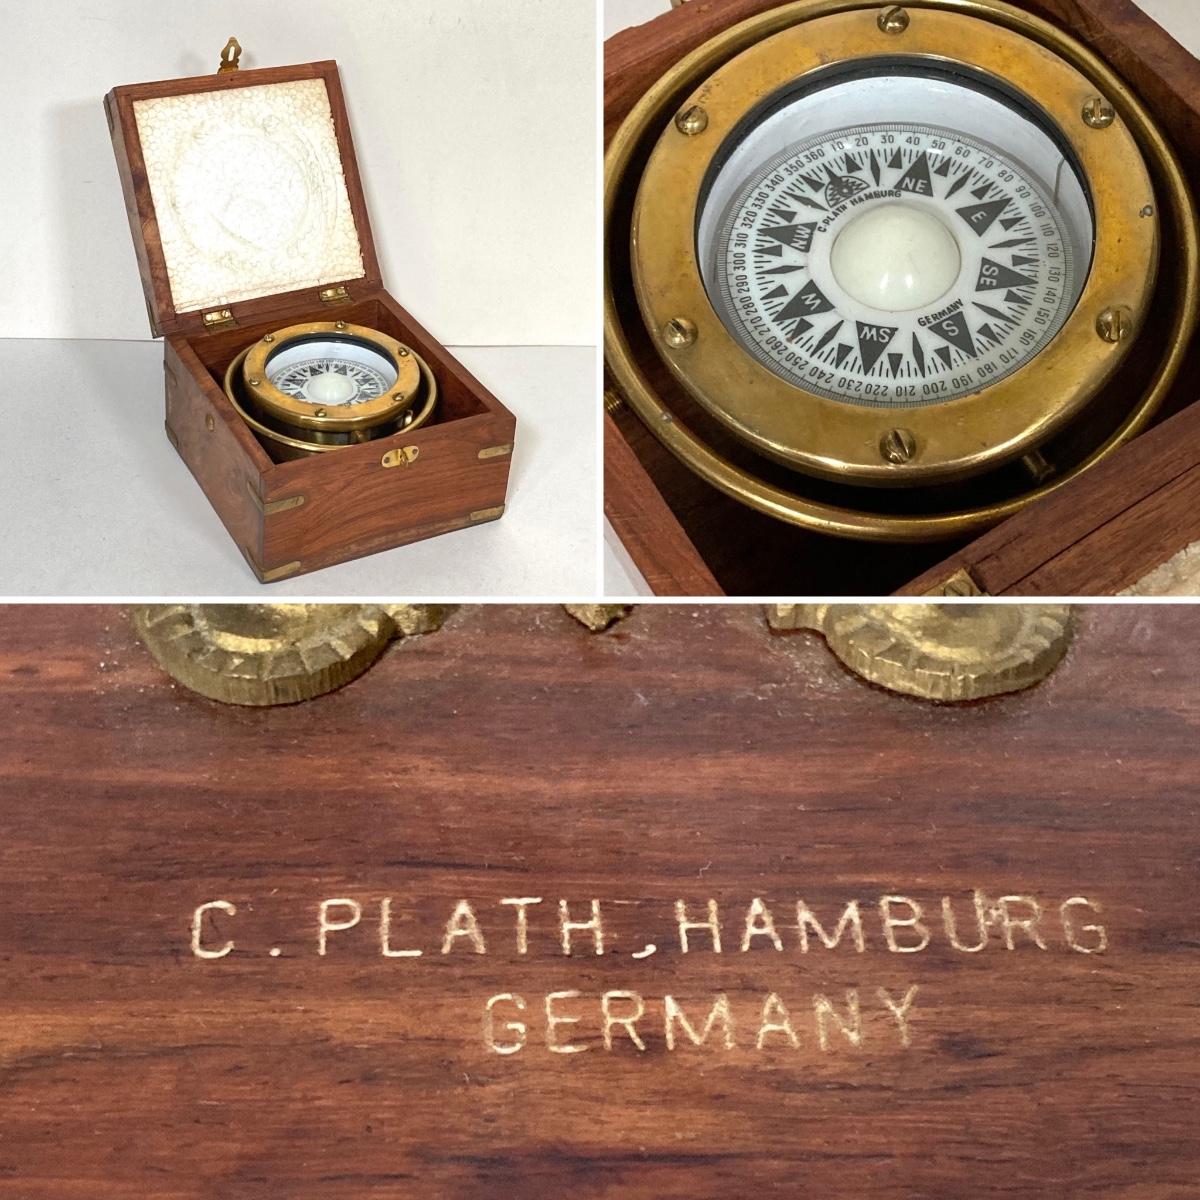 10 20 30 40 50 60 70 80 90 100 110 120 130 140 150 160 170 180 190 200 210 220 230 240 250 260 270 280 290 300 310 320 330 340 350 360
NE
E
SE
S
SW
W
NW
C.PLATH HAMBURG
GERMANY
C. PLATH, HAMBURG
GERMANY